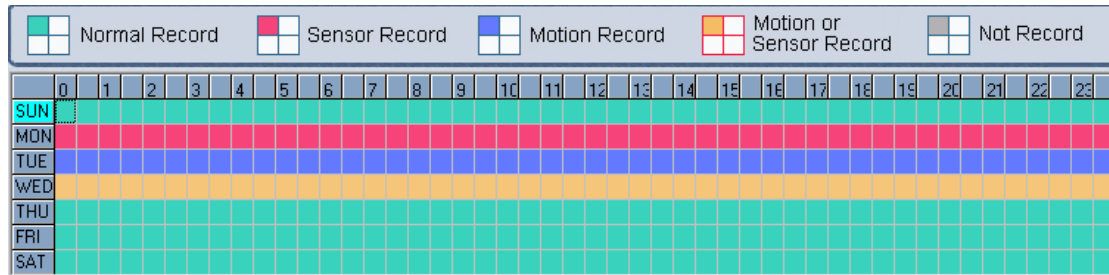 Normal Record Sensor Record Motion Record Motion or Sensor Record Not Record
0 1 2 3 4 5 6 7 8 9 10 11 12 13 14 15 16 17 18 19 20 21 22 23
SUN
MON
TUE
WED
THU
FRI
SAT